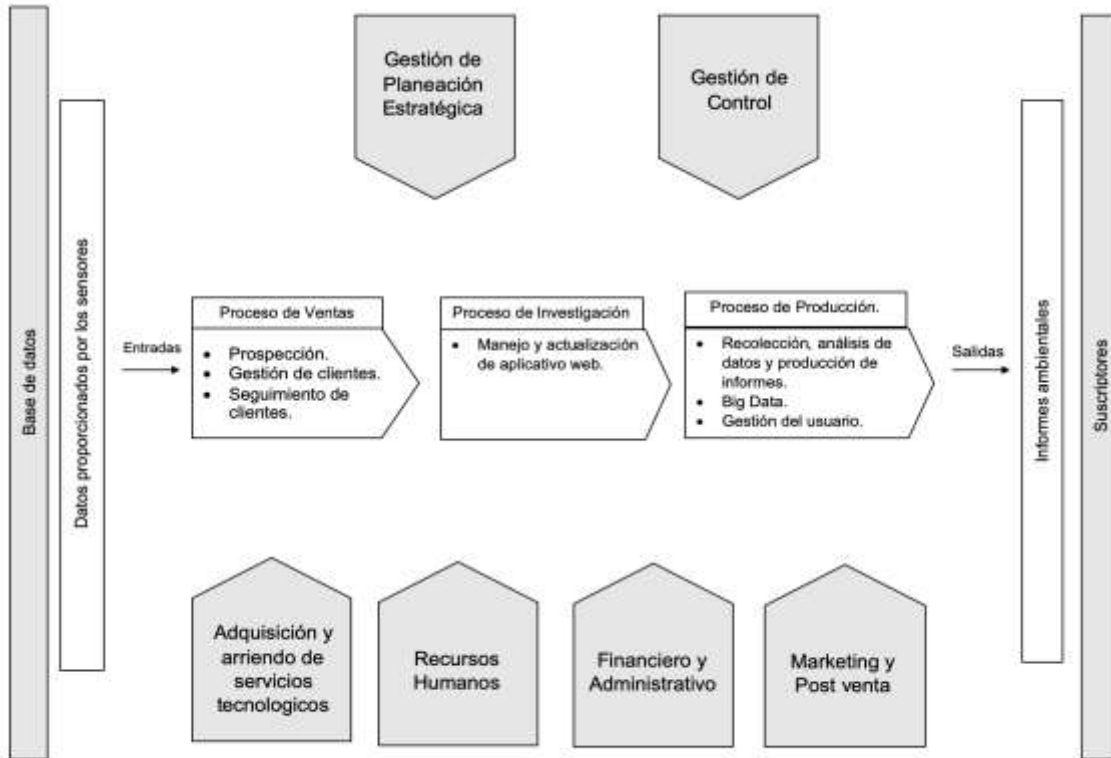 Gestión de
Planeación
Estratégica
Gestión de
Control
Base de datos
Datos proporcionados por los sensores
Entradas
Proceso de Ventas
• Prospección.
• Gestión de clientes.
• Seguimiento de
clientes.
Proceso de Investigación
• Manejo y actualización
de aplicativo web.
Proceso de Producción.
• Recolección, análisis de
datos y producción de
informes.
• Big Data.
• Gestión del usuario.
Salidas
Informes ambientales
Suscriptores
Adquisición y
arriendo de
servicios
tecnologicos
Recursos
Humanos
Financiero y
Administrativo
Marketing y
Post venta